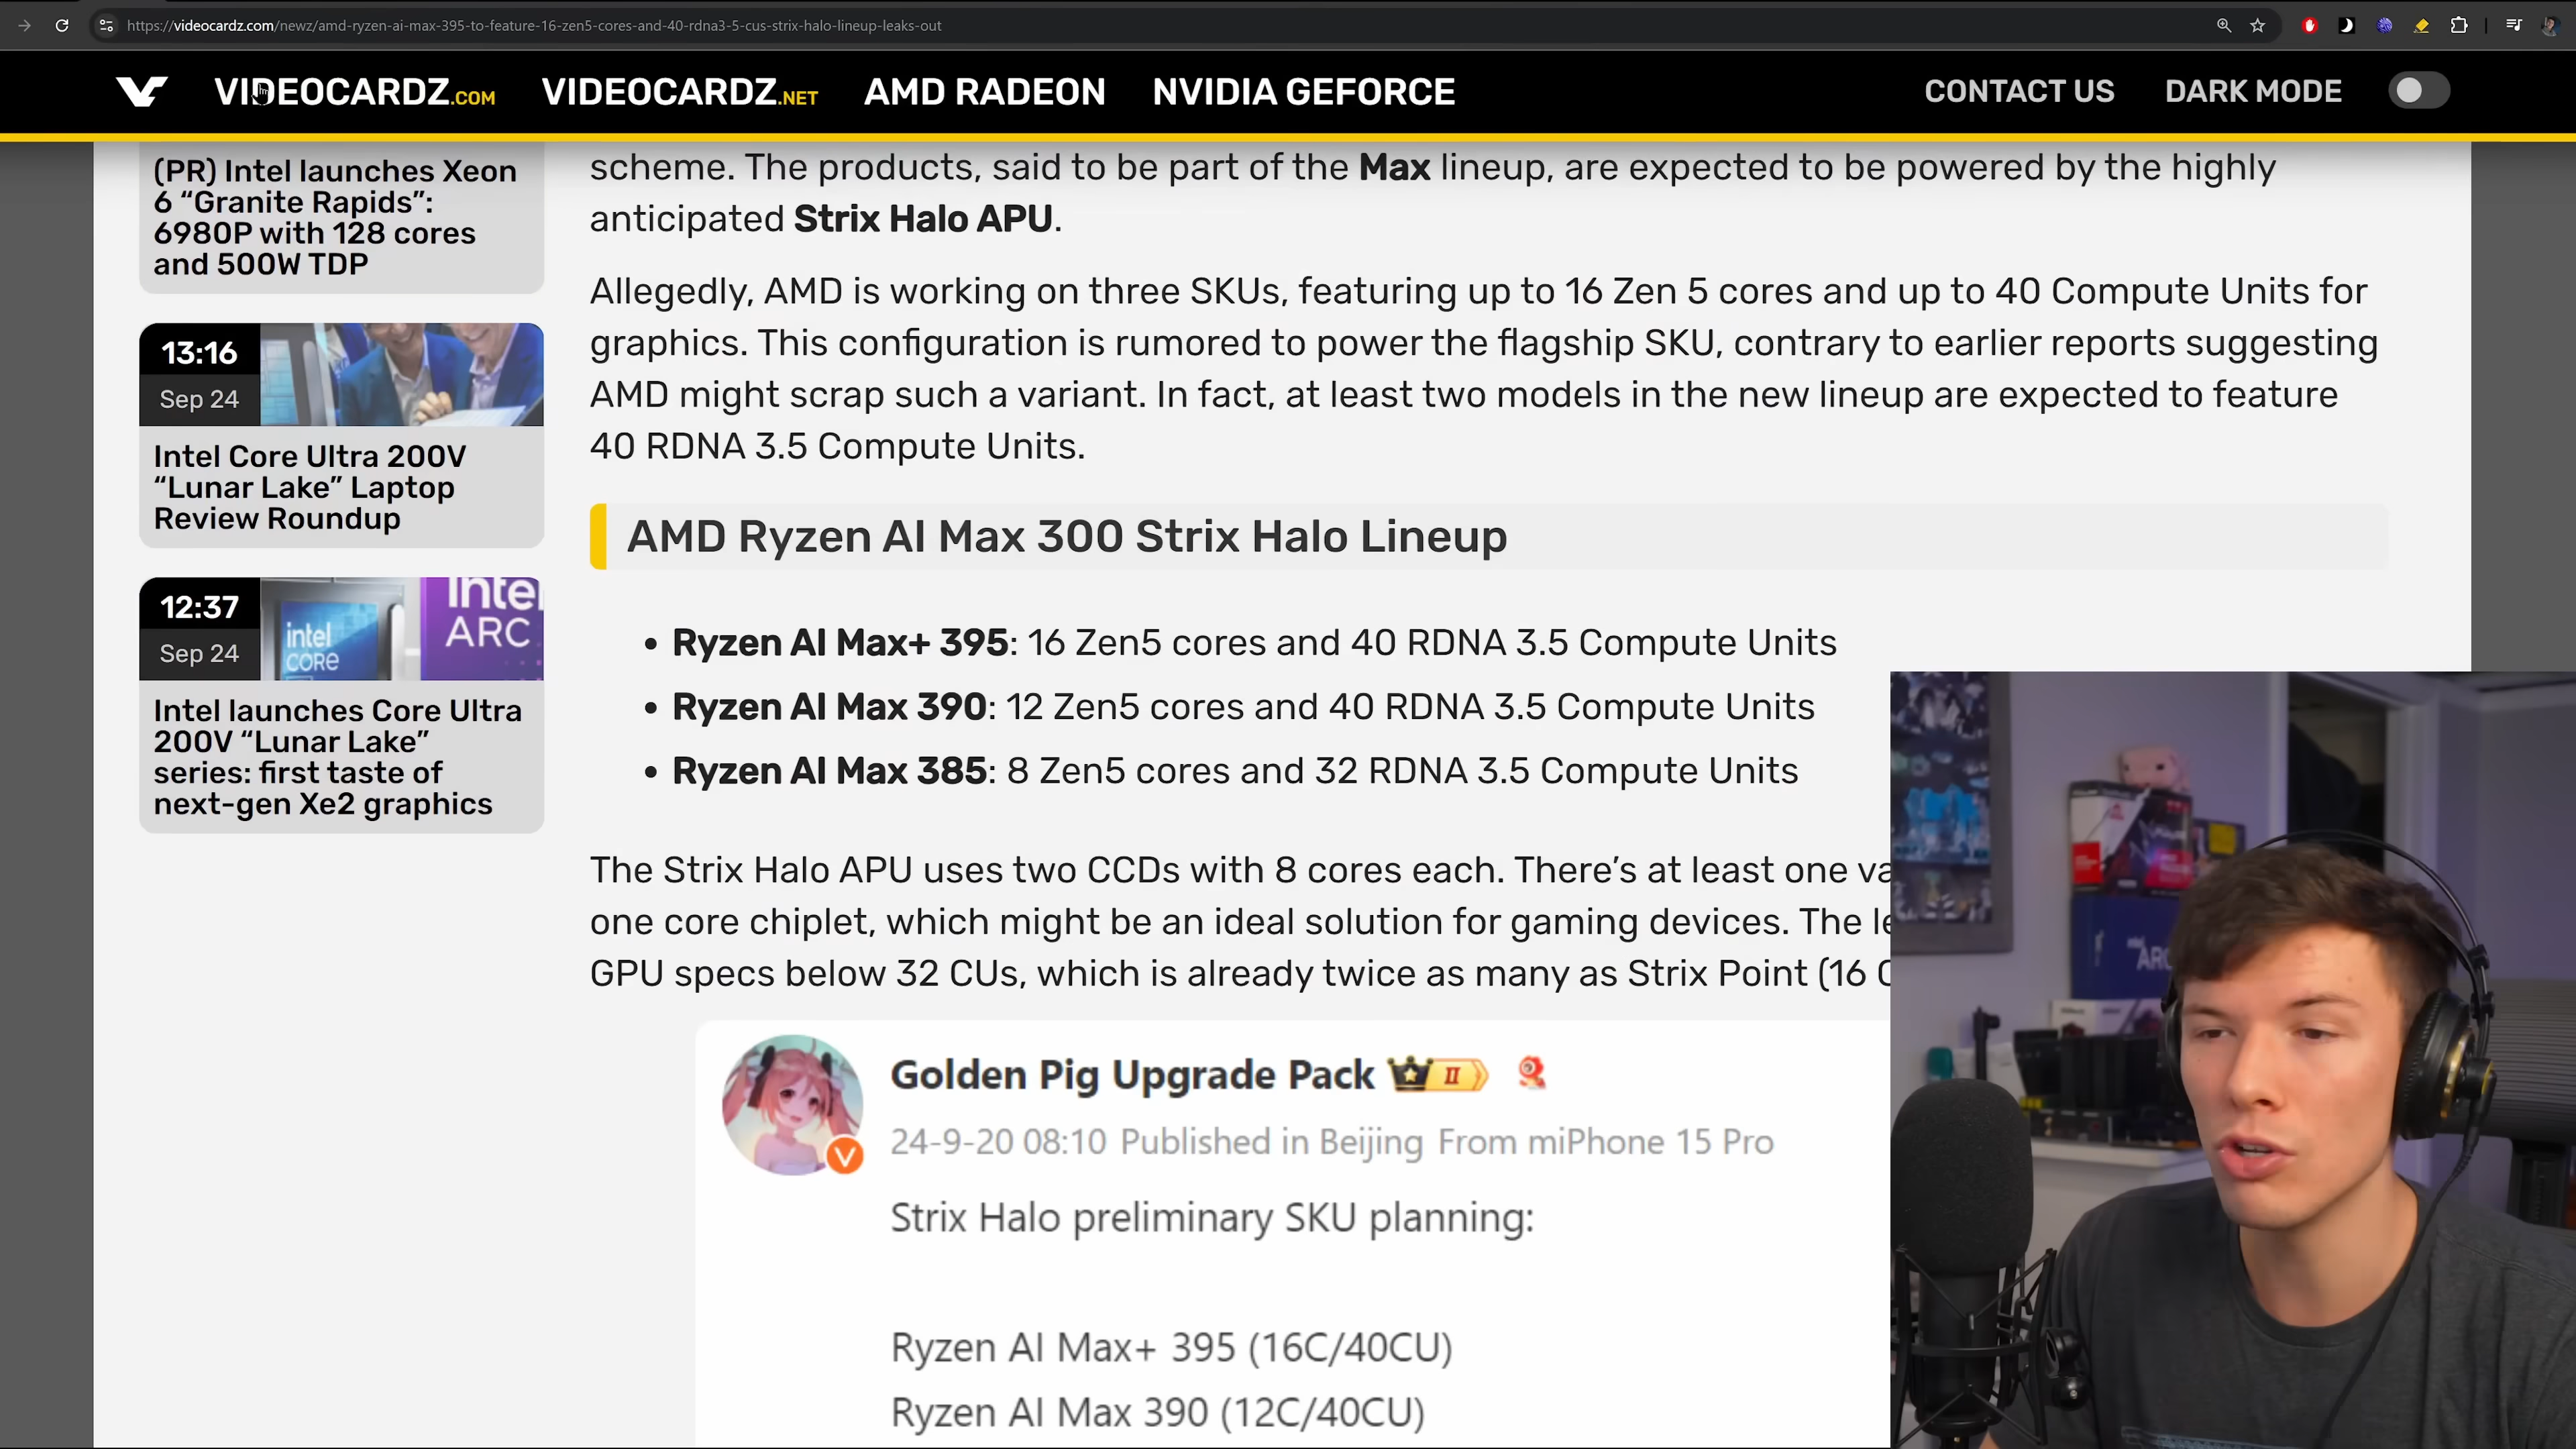 https://videocardz.com/newz/amd-ryzen-ai-max-395-to-feature-16-zen5-cores-and-40-rdna3-5-cus-strix-halo-lineup-leaks-out
VIDEOCARDZ.COM
VIDEOCARDZ.NET
AMD RADEON
NVIDIA GEFORCE
CONTACT US
DARK MODE
(PR) Intel launches Xeon
6 “Granite Rapids”:
6980P with 128 cores
and 500W TDP
13:16
Sep 24
Intel Core Ultra 200V
“Lunar Lake” Laptop
Review Roundup
12:37
Sep 24
intel
CORE
ARC
Intel launches Core Ultra
200V “Lunar Lake”
series: first taste of
next-gen Xe2 graphics
scheme. The products, said to be part of the Max lineup, are expected to be powered by the highly
anticipated Strix Halo APU.
Allegedly, AMD is working on three SKUs, featuring up to 16 Zen 5 cores and up to 40 Compute Units for
graphics. This configuration is rumored to power the flagship SKU, contrary to earlier reports suggesting
AMD might scrap such a variant. In fact, at least two models in the new lineup are expected to feature
40 RDNA 3.5 Compute Units.
AMD Ryzen AI Max 300 Strix Halo Lineup
• Ryzen AI Max+ 395: 16 Zen5 cores and 40 RDNA 3.5 Compute Units
• Ryzen AI Max 390: 12 Zen5 cores and 40 RDNA 3.5 Compute Units
• Ryzen AI Max 385: 8 Zen5 cores and 32 RDNA 3.5 Compute Units
The Strix Halo APU uses two CCDs with 8 cores each. There’s at least one
one core chiplet, which might be an ideal solution for gaming devices. The
GPU specs below 32 CUs, which is already twice as many as Strix Point (16
Golden Pig Upgrade Pack II
24-9-20 08:10 Published in Beijing From miPhone 15 Pro
Strix Halo preliminary SKU planning:
Ryzen AI Max+ 395 (16C/40CU)
Ryzen AI Max 390 (12C/40CU)